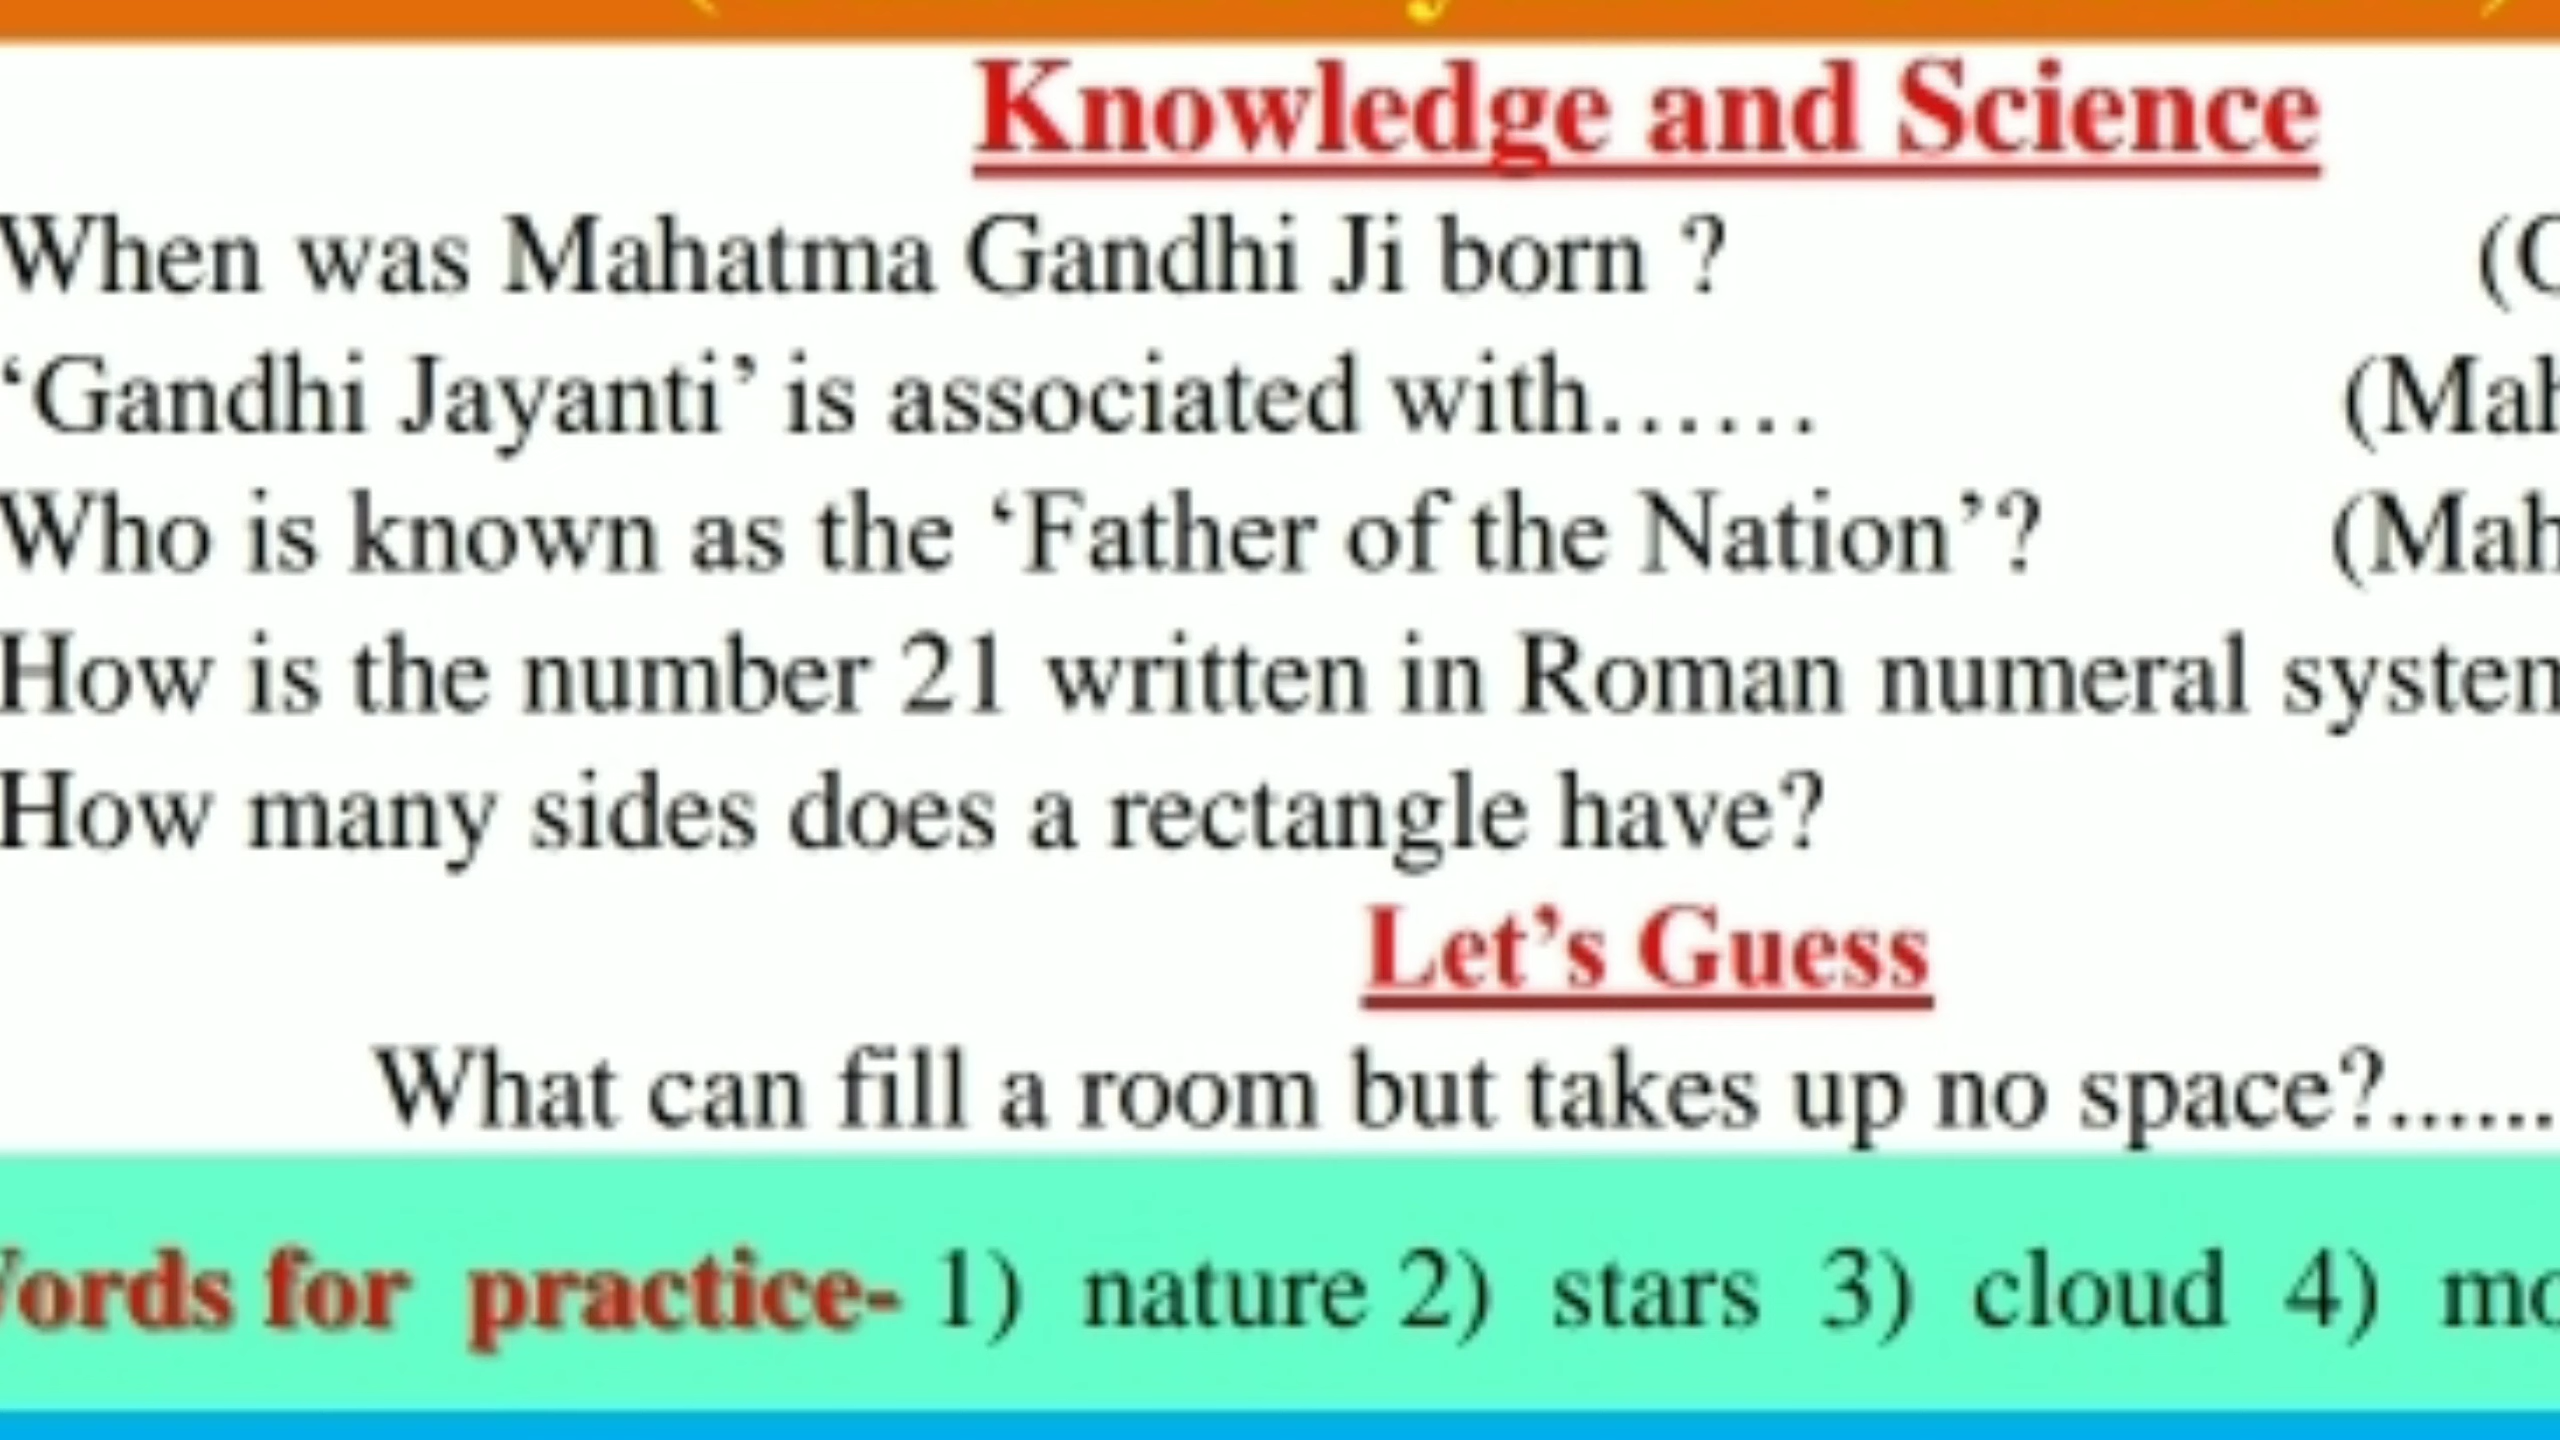 Knowledge and Science
When was Mahatma Gandhi Ji born ?
‘Gandhi Jayanti’ is associated with......
Who is known as the ‘Father of the Nation’?
How is the number 21 written in Roman numeral
How many sides does a rectangle have?
Let’s Guess
What can fill a room but takes up no space?......
for practice- 1) nature 2) stars 3) cloud 4)